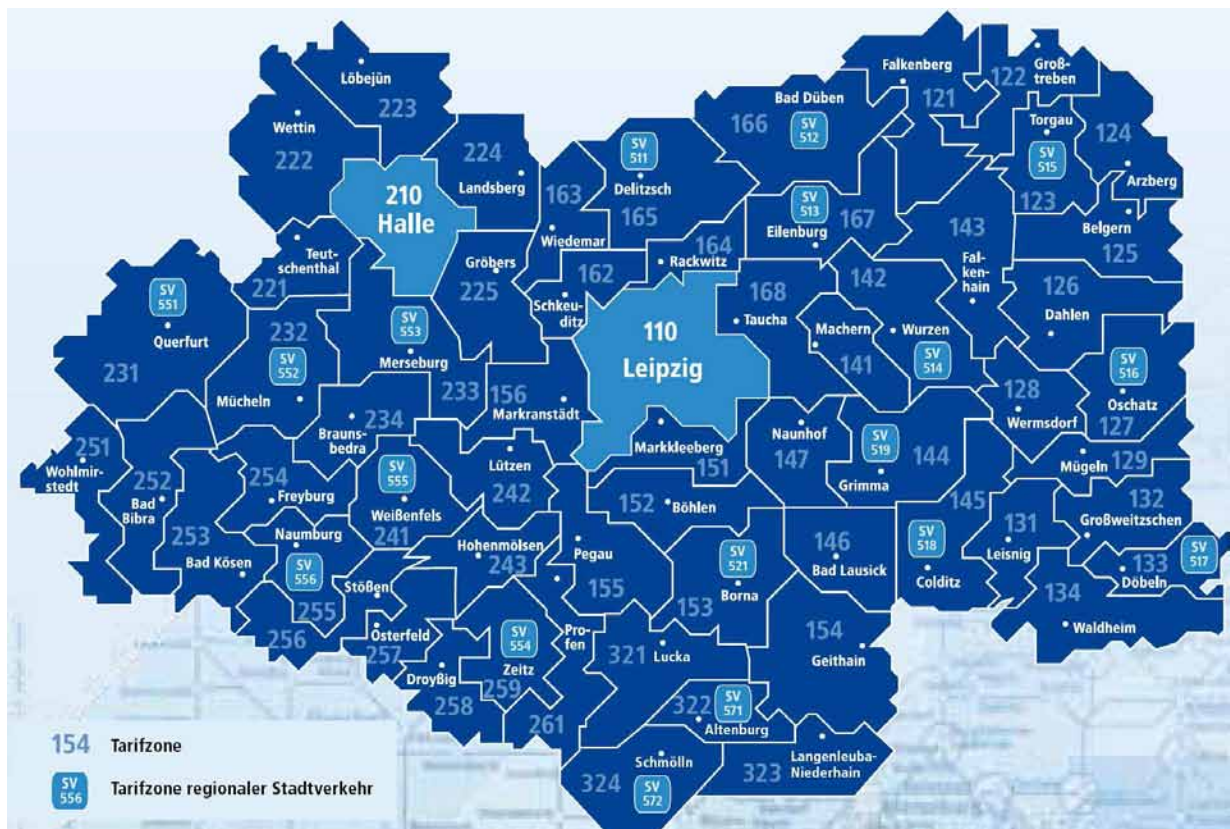 Löbejün
223
Wettin
222
224
Landsberg
210
Halle
Teut-
schenthal
221
Gröbers
225
163
Wiedemar
SV
511
Delitzsch
165
162
Schkeu-
ditz
164
Rackwitz
Bad Düben
166
SV
512
SV
513
167
Eilenburg
Falkenberg
121
122
Groß-
treben
Torgau
SV
515
123
124
Arzberg
Belgern
125
143
Fal-
ken-
hain
142
126
Dahlen
168
Taucha
Machern
141
Wurzen
SV
514
SV
516
Oschatz
127
128
Wermsdorf
Mügeln
129
110
Leipzig
SV
551
Querfurt
231
232
SV
552
Mücheln
SV
553
Merseburg
233
156
Markranstädt
234
Brauns-
bedra
Markkleeberg
151
Naunhof
147
SV
519
144
Grimma
145
251
Wohlmir-
stedt
252
Bad
Bibra
254
Freyburg
253
Bad Kösen
Naumburg
SV
556
255
256
SV
555
Weißenfels
241
Lützen
242
Hohenmölsen
243
Stößen
Osterfeld
257
Droyßig
258
SV
554
Zeitz
259
Pro-
fen
261
Pegau
155
152
Böhlen
SV
521
Borna
153
146
Bad Lausick
SV
518
Colditz
131
Leisnig
132
Großweitzschen
133
Döbeln
SV
517
134
Waldheim
154
Geithain
321
Lucka
322
SV
571
Altenburg
323
Langenleuba-
Niederhain
324
Schmölln
SV
572
154 Tarifzone
SV
556
Tarifzone regionaler Stadtverkehr